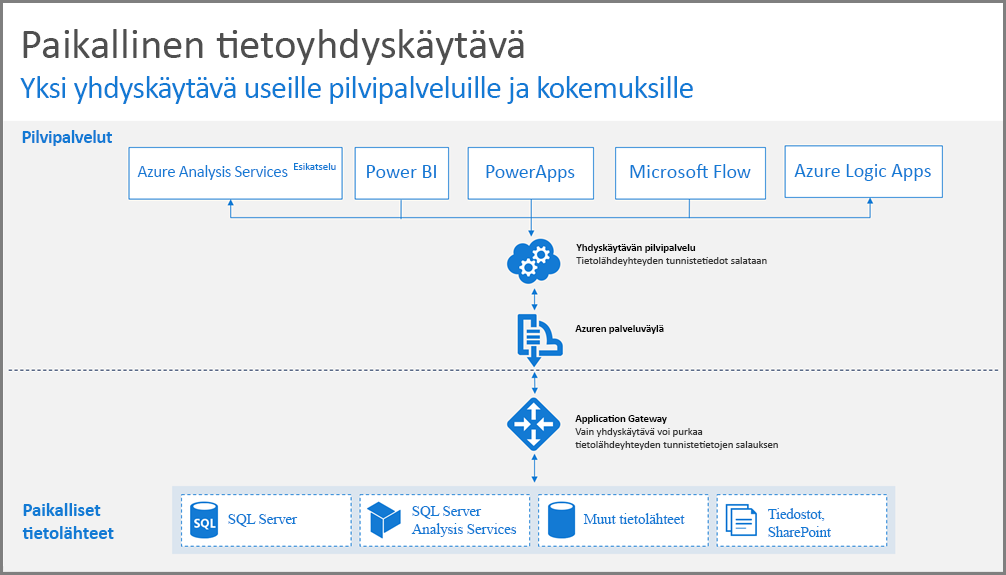 Paikallinen tietoyhdyskäytävä
Yksi yhdyskäytävä useille pilvipalveluille ja kokemuksille
Pilvipalvelut
Azure Analysis Services Esikatselu
Power BI
PowerApps
Microsoft Flow
Azure Logic Apps
Yhdyskäytävän pilvipalvelu
Tietolähdeyhteyden tunnistetiedot salataan
Azuren palveluväylä
Application Gateway
Vain yhdyskäytävä voi purkaa
tietolähdeyhteyden tunnistetietojen salauksen
Paikalliset
tietolähteet
SQL
SQL Server
SQL Server
Analysis Services
Muut tietolähteet
Tiedostot,
SharePoint